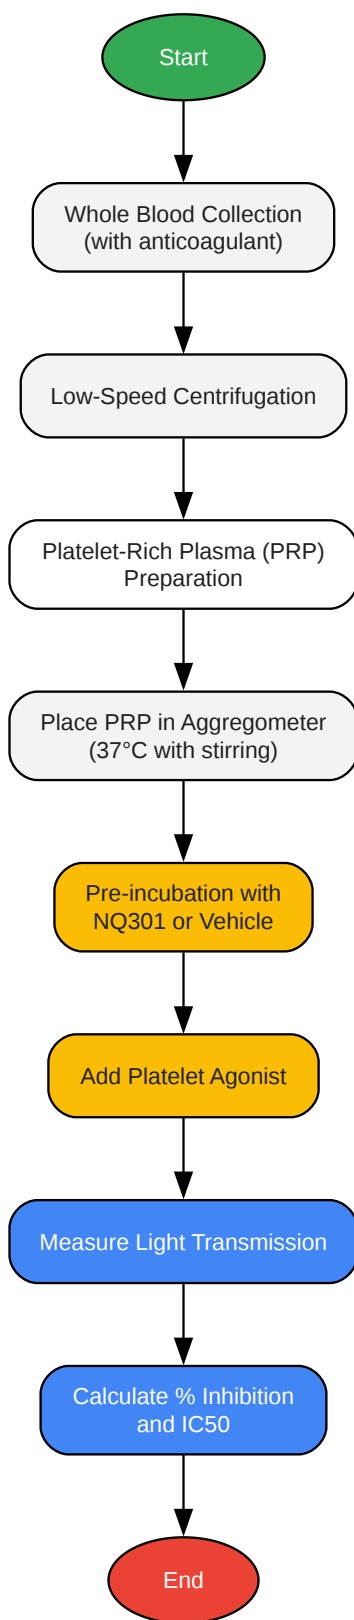 Start
Whole Blood Collection
(with anticoagulant)
Low-Speed Centrifugation
Platelet-Rich Plasma (PRP)
Preparation
Place PRP in Aggregometer
(37°C with stirring)
Pre-incubation with
NQ301 or Vehicle
Add Platelet Agonist
Measure Light Transmission
Calculate % Inhibition
and IC50
End